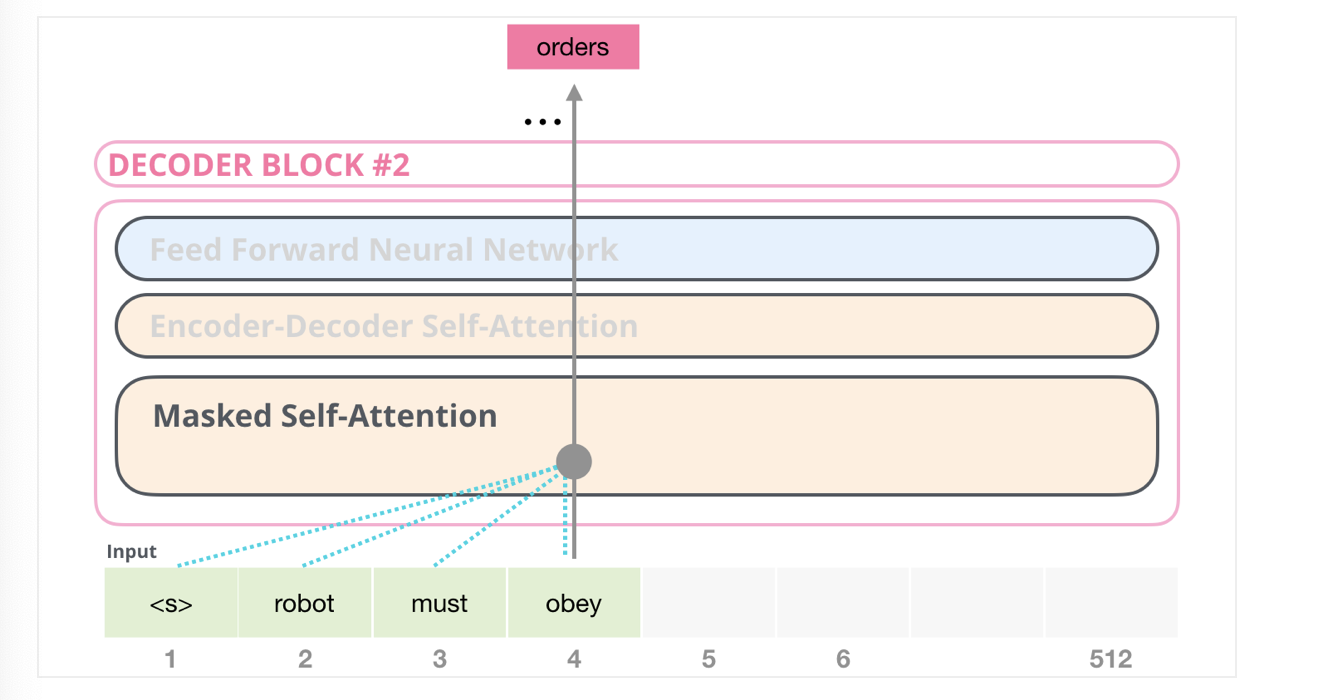 orders
...
DECODER BLOCK #2
Feed Forward Neural Network
Encoder-Decoder Self-Attention
Masked Self-Attention
Input
<s> robot must obey
1 2 3 4 5 6 512